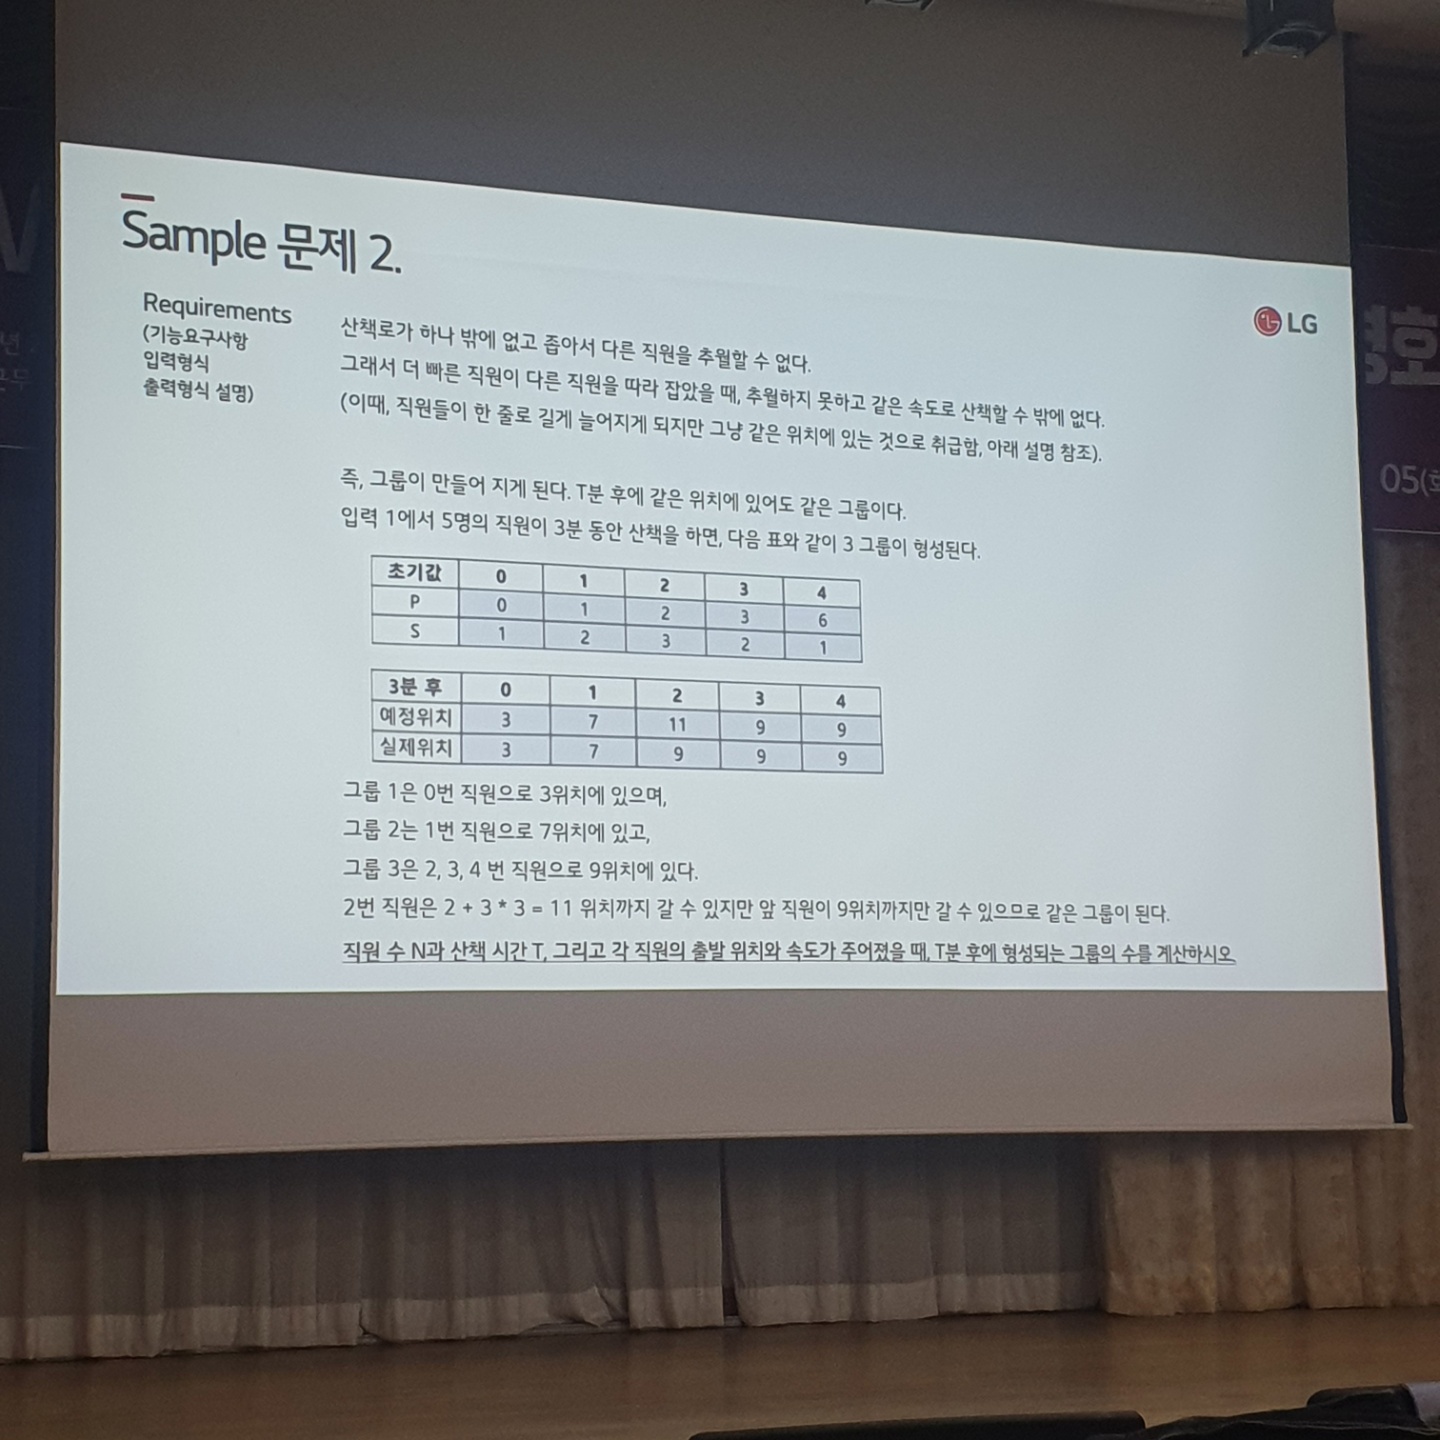 Sample 문제 2.
LG
Requirements
(기능요구사항
입력형식
출력형식 설명)
산책로가 하나 밖에 없고 좁아서 다른 직원을 추월할 수 없다.
그래서 더 빠른 직원이 다른 직원을 따라 잡았을 때, 추월하지 못하고 같은 속도로 산책할 수 밖에 없다.
(이때, 직원들이 한 줄로 길게 늘어지게 되지만 그냥 같은 위치에 있는 것으로 취급함, 아래 설명 참조).
즉, 그룹이 만들어 지게 된다. T분 후에 같은 위치에 있어도 같은 그룹이다.
입력 1에서 5명의 직원이 3분 동안 산책을 하면, 다음 표와 같이 3 그룹이 형성된다.
초기값 0 1 2 3 4
P 0 1 2 3 6
S 1 2 3 2 1
3분 후 0 1 2 3 4
예정위치 3 7 11 9 9
실제위치 3 7 9 9 9
그룹 1은 0번 직원으로 3위치에 있으며,
그룹 2는 1번 직원으로 7위치에 있고,
그룹 3은 2, 3, 4 번 직원으로 9위치에 있다.
2번 직원은 2 + 3 * 3 = 11 위치까지 갈 수 있지만 앞 직원이 9위치까지만 갈 수 있으므로 같은 그룹이 된다.
직원 수 N과 산책 시간 T, 그리고 각 직원의 출발 위치와 속도가 주어졌을 때, T분 후에 형성되는 그룹의 수를 계산하시오
05(화